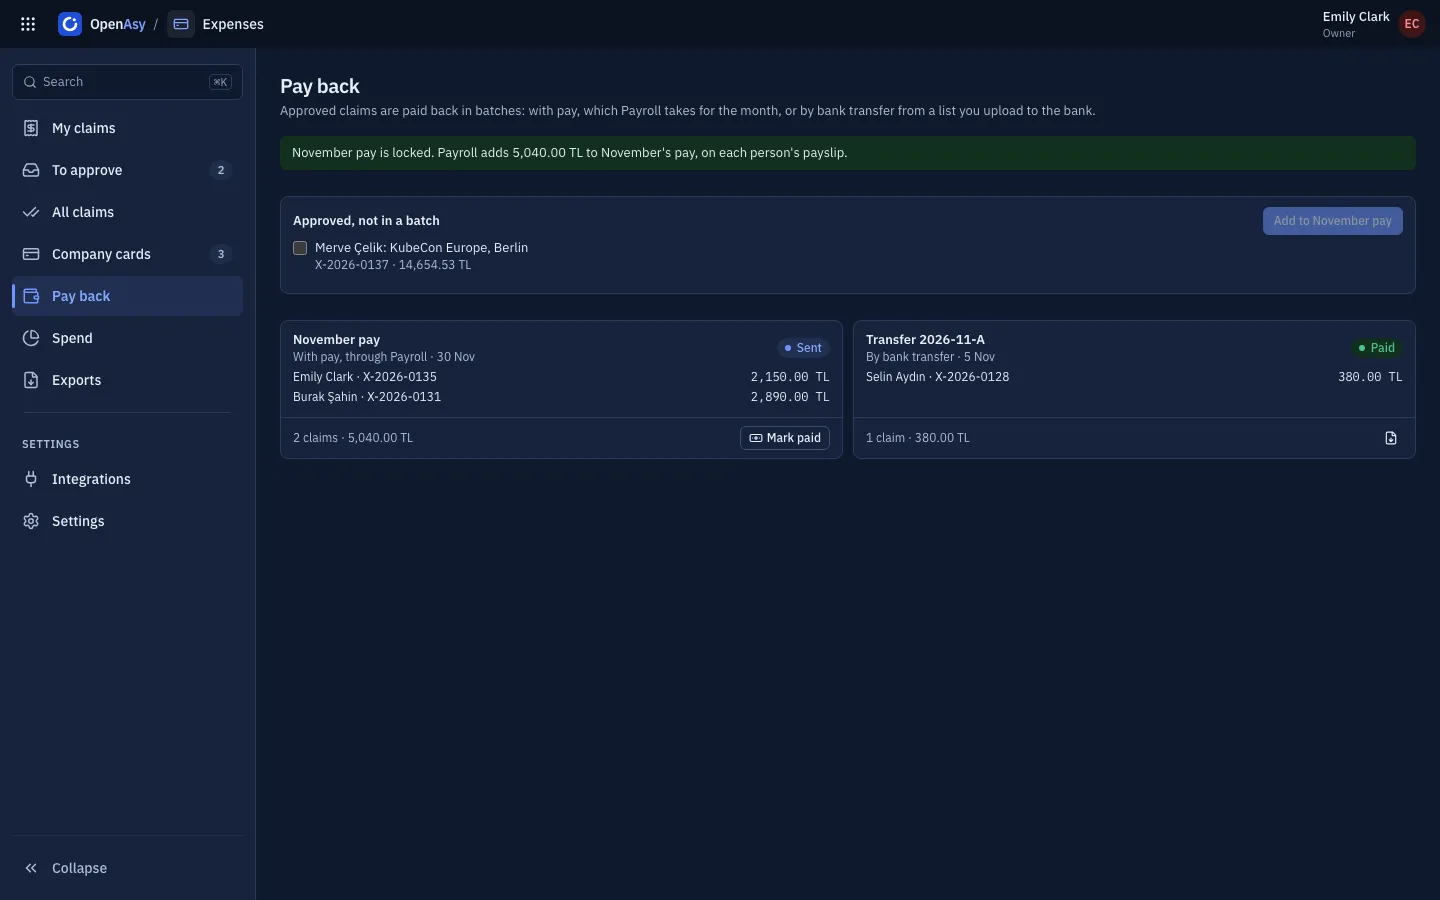 OpenAsy / Expenses
Emily Clark
Owner
EC
Search ⌘K
My claims
To approve 2
All claims
Company cards 3
Pay back
Spend
Exports
SETTINGS
Integrations
Settings
Collapse
Pay back
Approved claims are paid back in batches: with pay, which Payroll takes for the month, or by bank transfer from a list you upload to the bank.
November pay is locked. Payroll adds 5,040.00 TL to November's pay, on each person's payslip.
Approved, not in a batch
Add to November pay
Merve Çelik: KubeCon Europe, Berlin
X-2026-0137 · 14,654.53 TL
November pay
With pay, through Payroll · 30 Nov
Sent
Emily Clark · X-2026-0135 2,150.00 TL
Burak Şahin · X-2026-0131 2,890.00 TL
2 claims · 5,040.00 TL
Mark paid
Transfer 2026-11-A
By bank transfer · 5 Nov
Paid
Selin Aydın · X-2026-0128 380.00 TL
1 claim · 380.00 TL